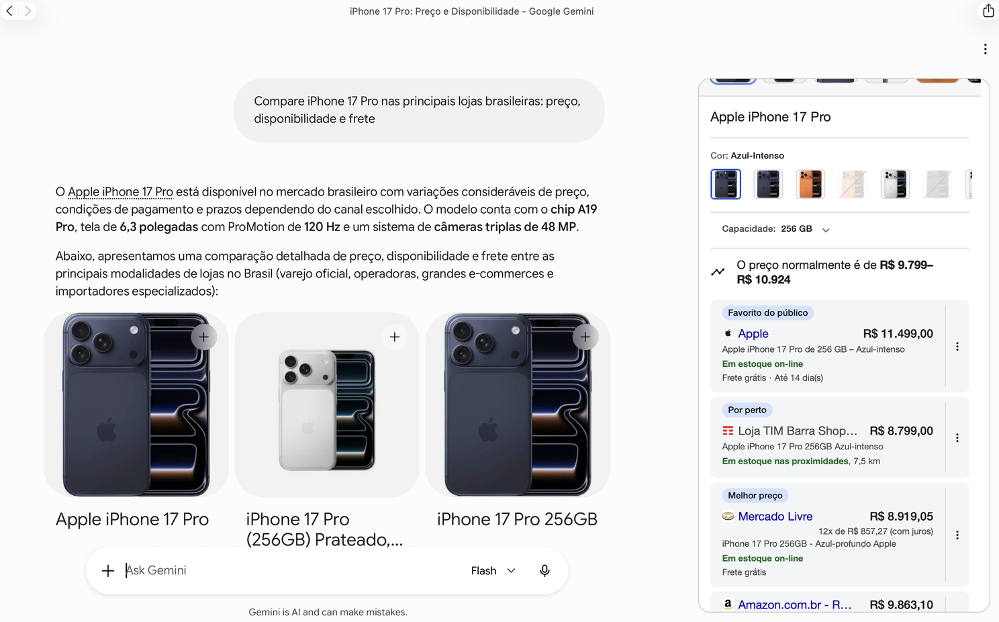 iPhone 17 Pro: Preço e Disponibilidade - Google Gemini
Compare iPhone 17 Pro nas principais lojas brasileiras: preço,
disponibilidade e frete
O Apple iPhone 17 Pro está disponível no mercado brasileiro com variações consideráveis de preço,
condições de pagamento e prazos dependendo do canal escolhido. O modelo conta com o chip A19
Pro, tela de 6,3 polegadas com ProMotion de 120 Hz e um sistema de câmeras triplas de 48 MP.
Abaixo, apresentamos uma comparação detalhada de preço, disponibilidade e frete entre as
principais modalidades de lojas no Brasil (varejo oficial, operadoras, grandes e-commerces e
importadores especializados):
Apple iPhone 17 Pro
iPhone 17 Pro
(256GB) Prateado,...
iPhone 17 Pro 256GB
Ask Gemini
Flash
Gemini is AI and can make mistakes.
Apple iPhone 17 Pro
Cor: Azul-Intenso
Capacidade: 256 GB
O preço normalmente é de R$ 9.799–
R$ 10.924
Favorito do público
Apple R$ 11.499,00
Apple iPhone 17 Pro de 256 GB – Azul-intenso
Em estoque on-line
Frete grátis · Até 14 dia(s)
Por perto
Loja TIM Barra Shop... R$ 8.799,00
Apple iPhone 17 Pro 256GB Azul-intenso
Em estoque nas proximidades, 7,5 km
Melhor preço
Mercado Livre R$ 8.919,05
12x de R$ 857,27 (com juros)
iPhone 17 Pro 256GB - Azul-profundo Apple
Em estoque on-line
Frete grátis
Amazon.com.br - R... R$ 9.863,10